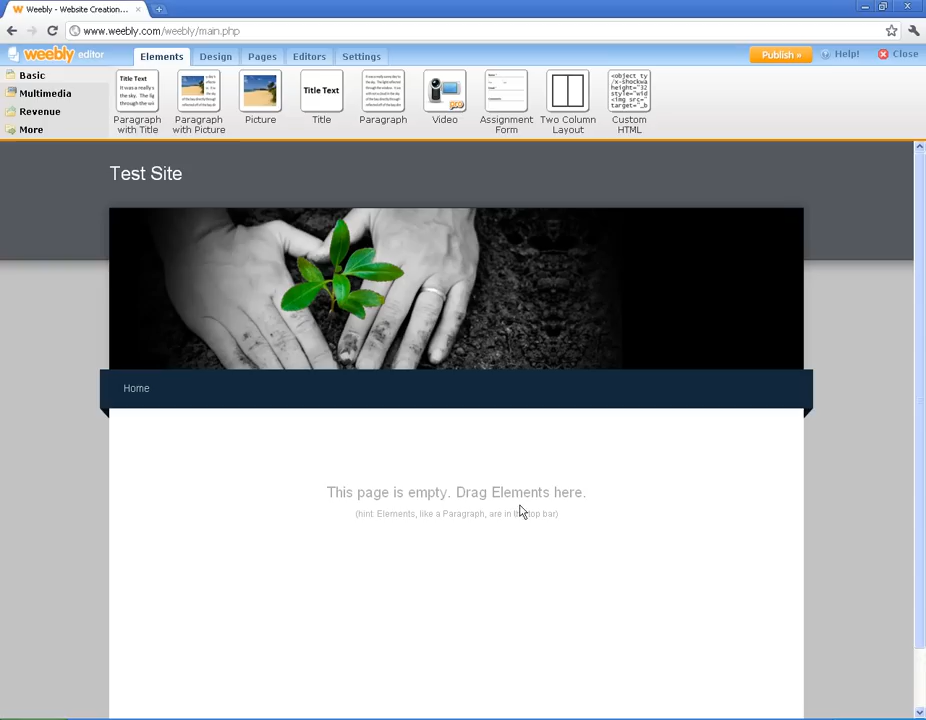 Weebly - Website Creation...
www.weebly.com/weebly/main.php
weebly editor
Elements Design Pages Editors Settings
Publish » Help! Close
Basic
Multimedia
Revenue
More
Title Text
Title Text
Paragraph with Title
Paragraph with Picture
Picture
Title
Paragraph
Video
Assignment Form
Two Column Layout
Custom HTML
Test Site
Home
This page is empty. Drag Elements here.
(hint: Elements, like a Paragraph, are in the top bar)